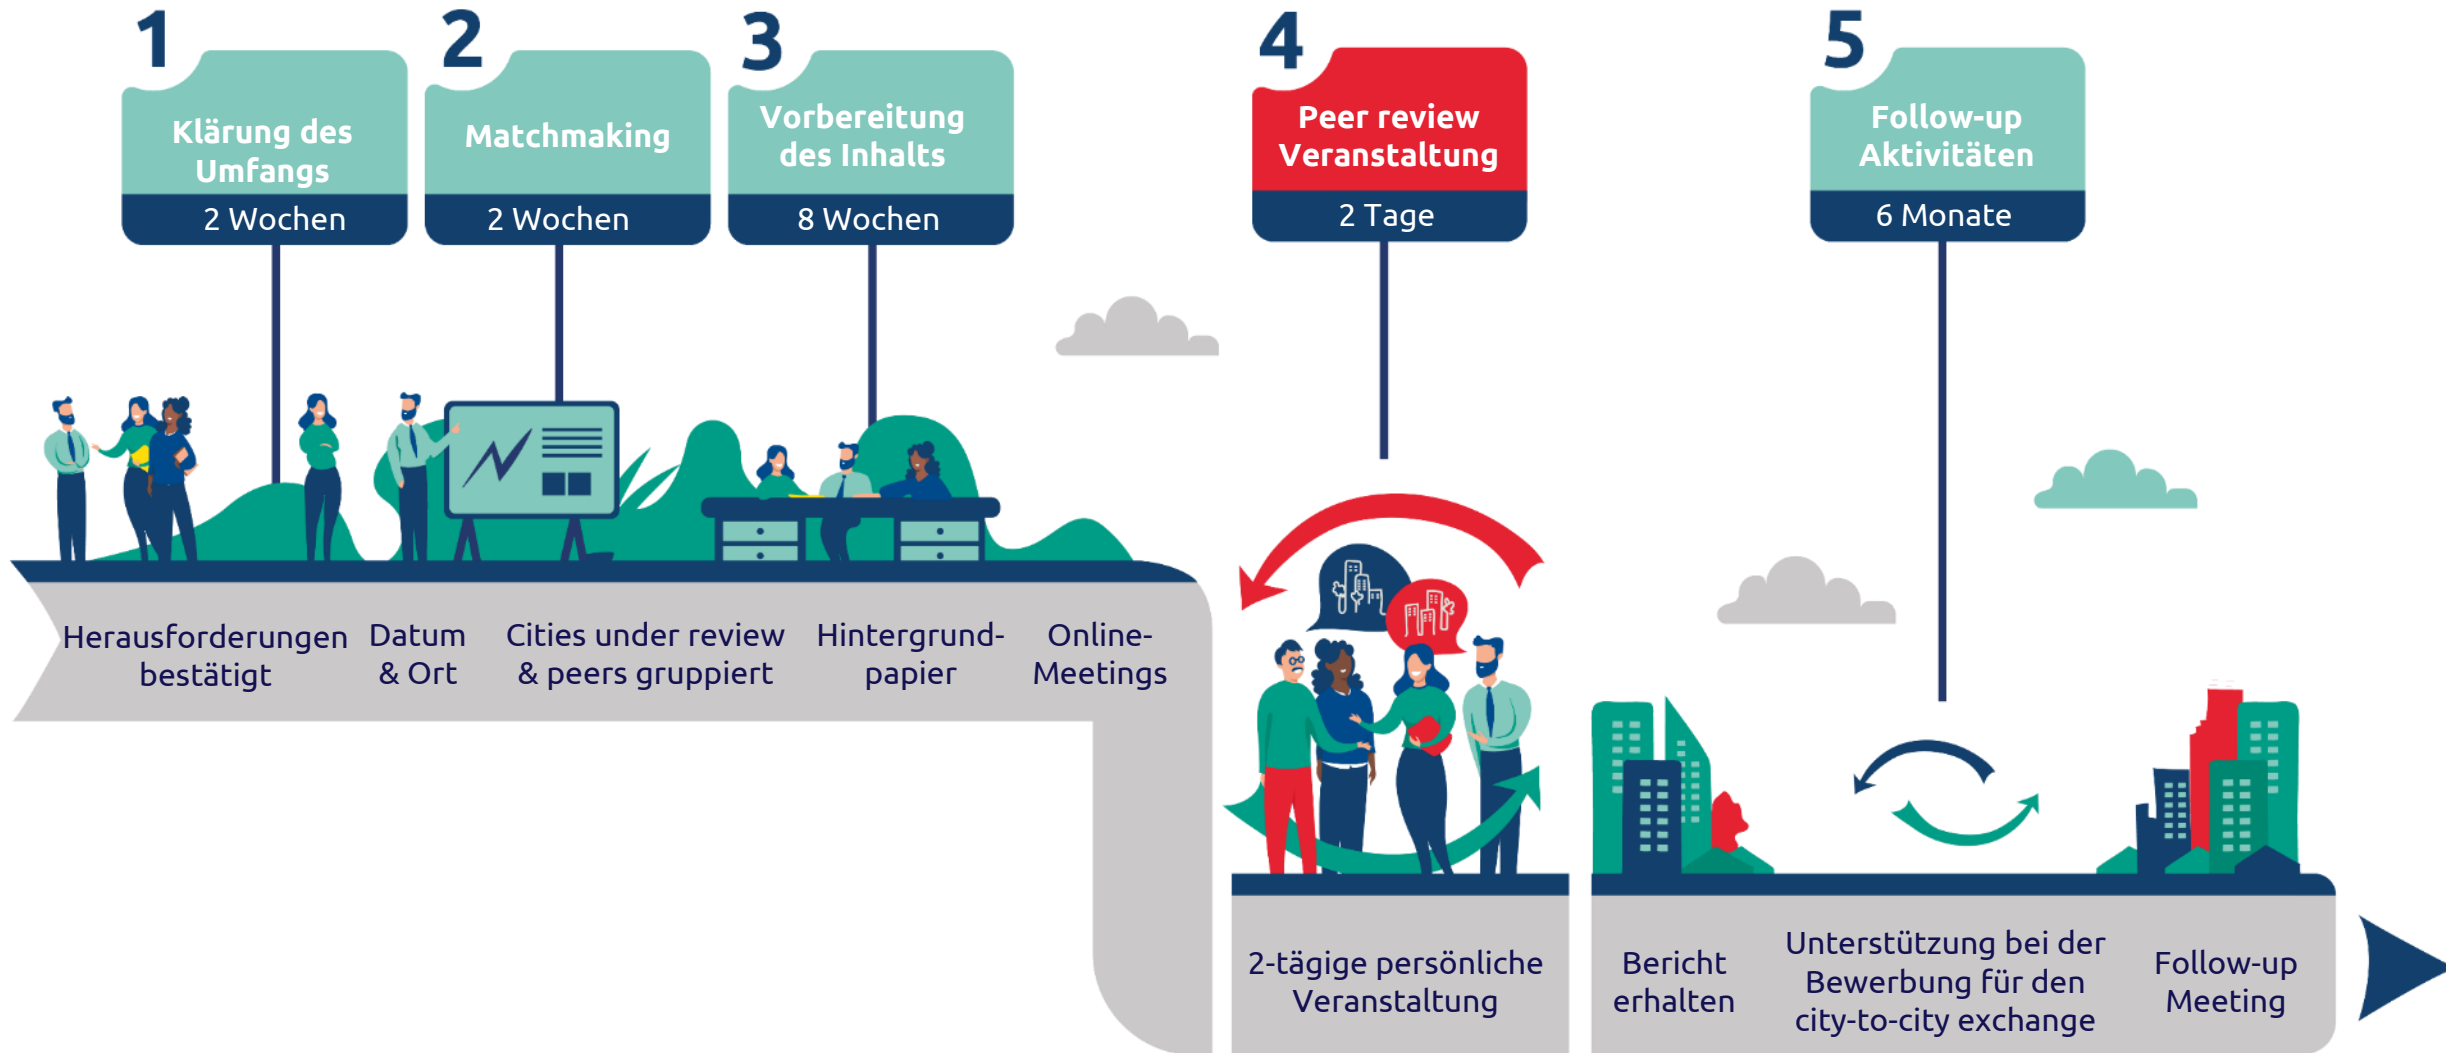 1
Klärung des
Umfangs
2 Wochen
2
Matchmaking
2 Wochen
3
Vorbereitung
des Inhalts
8 Wochen
4
Peer review
Veranstaltung
2 Tage
5
Follow-up
Aktivitäten
6 Monate
Herausforderungen
bestätigt
Datum
& Ort
Cities under review
& peers gruppiert
Hintergrund-
papier
Online-
Meetings
2-tägige persönliche
Veranstaltung
Bericht
erhalten
Unterstützung bei der
Bewerbung für den
city-to-city exchange
Follow-up
Meeting